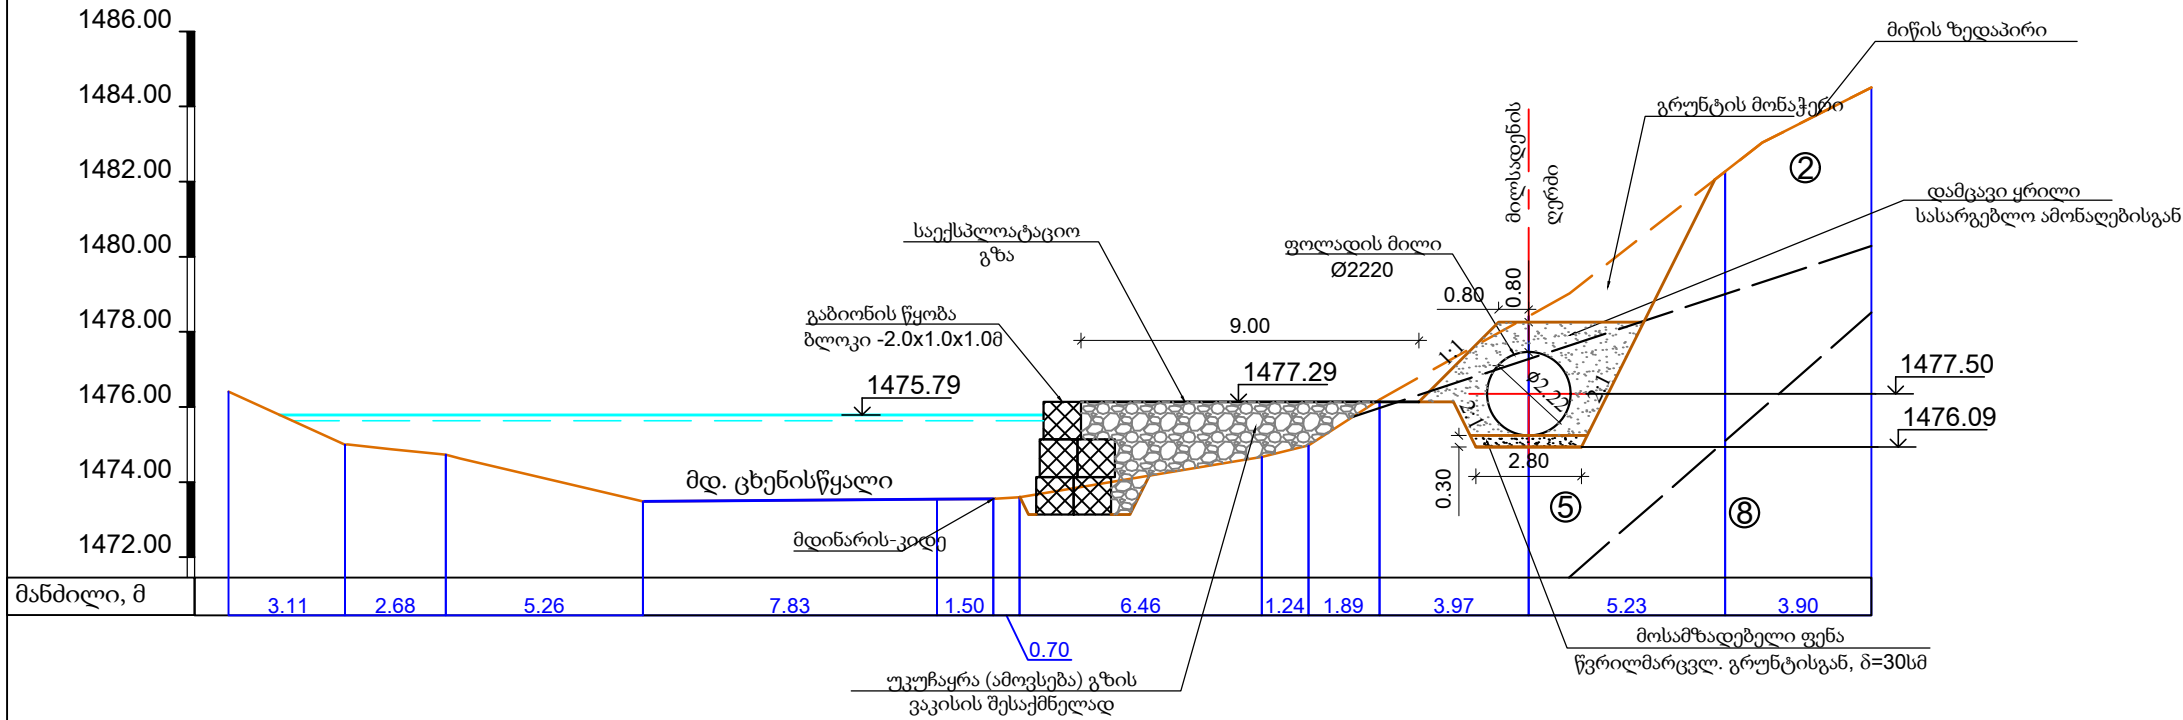 1486.00
1484.00
1482.00
1480.00
1478.00
1476.00
1474.00
1472.00
მიწის ზედაპირი
გრუნტის მონაჭერი
მილსადენის
ღერძი
②
დამცავი ყრილი
სასარგებლო ამონაღებისგან
საექსპლოატაციო
გზა
ფოლადის მილი
Ø2220
0.80
0.80
გაბიონის წყობა
ბლოკი -2.0x1.0x1.0მ
9.00
1:1
1475.79
1477.29
1477.50
ø2.22
2:1
2:1
1476.09
2.80
0.30
მდ. ცხენისწყალი
⑤
⑧
მდინარის-კიდე
მანძილი, მ
3.11
2.68
5.26
7.83
1.50
6.46
1.24
1.89
3.97
5.23
3.90
0.70
მოსამზადებელი ფენა
წვრილმარცვლ. გრუნტისგან, δ=30სმ
უკუჩაყრა (ამოვსება) გზის
ვაკისის შესაქმნელად